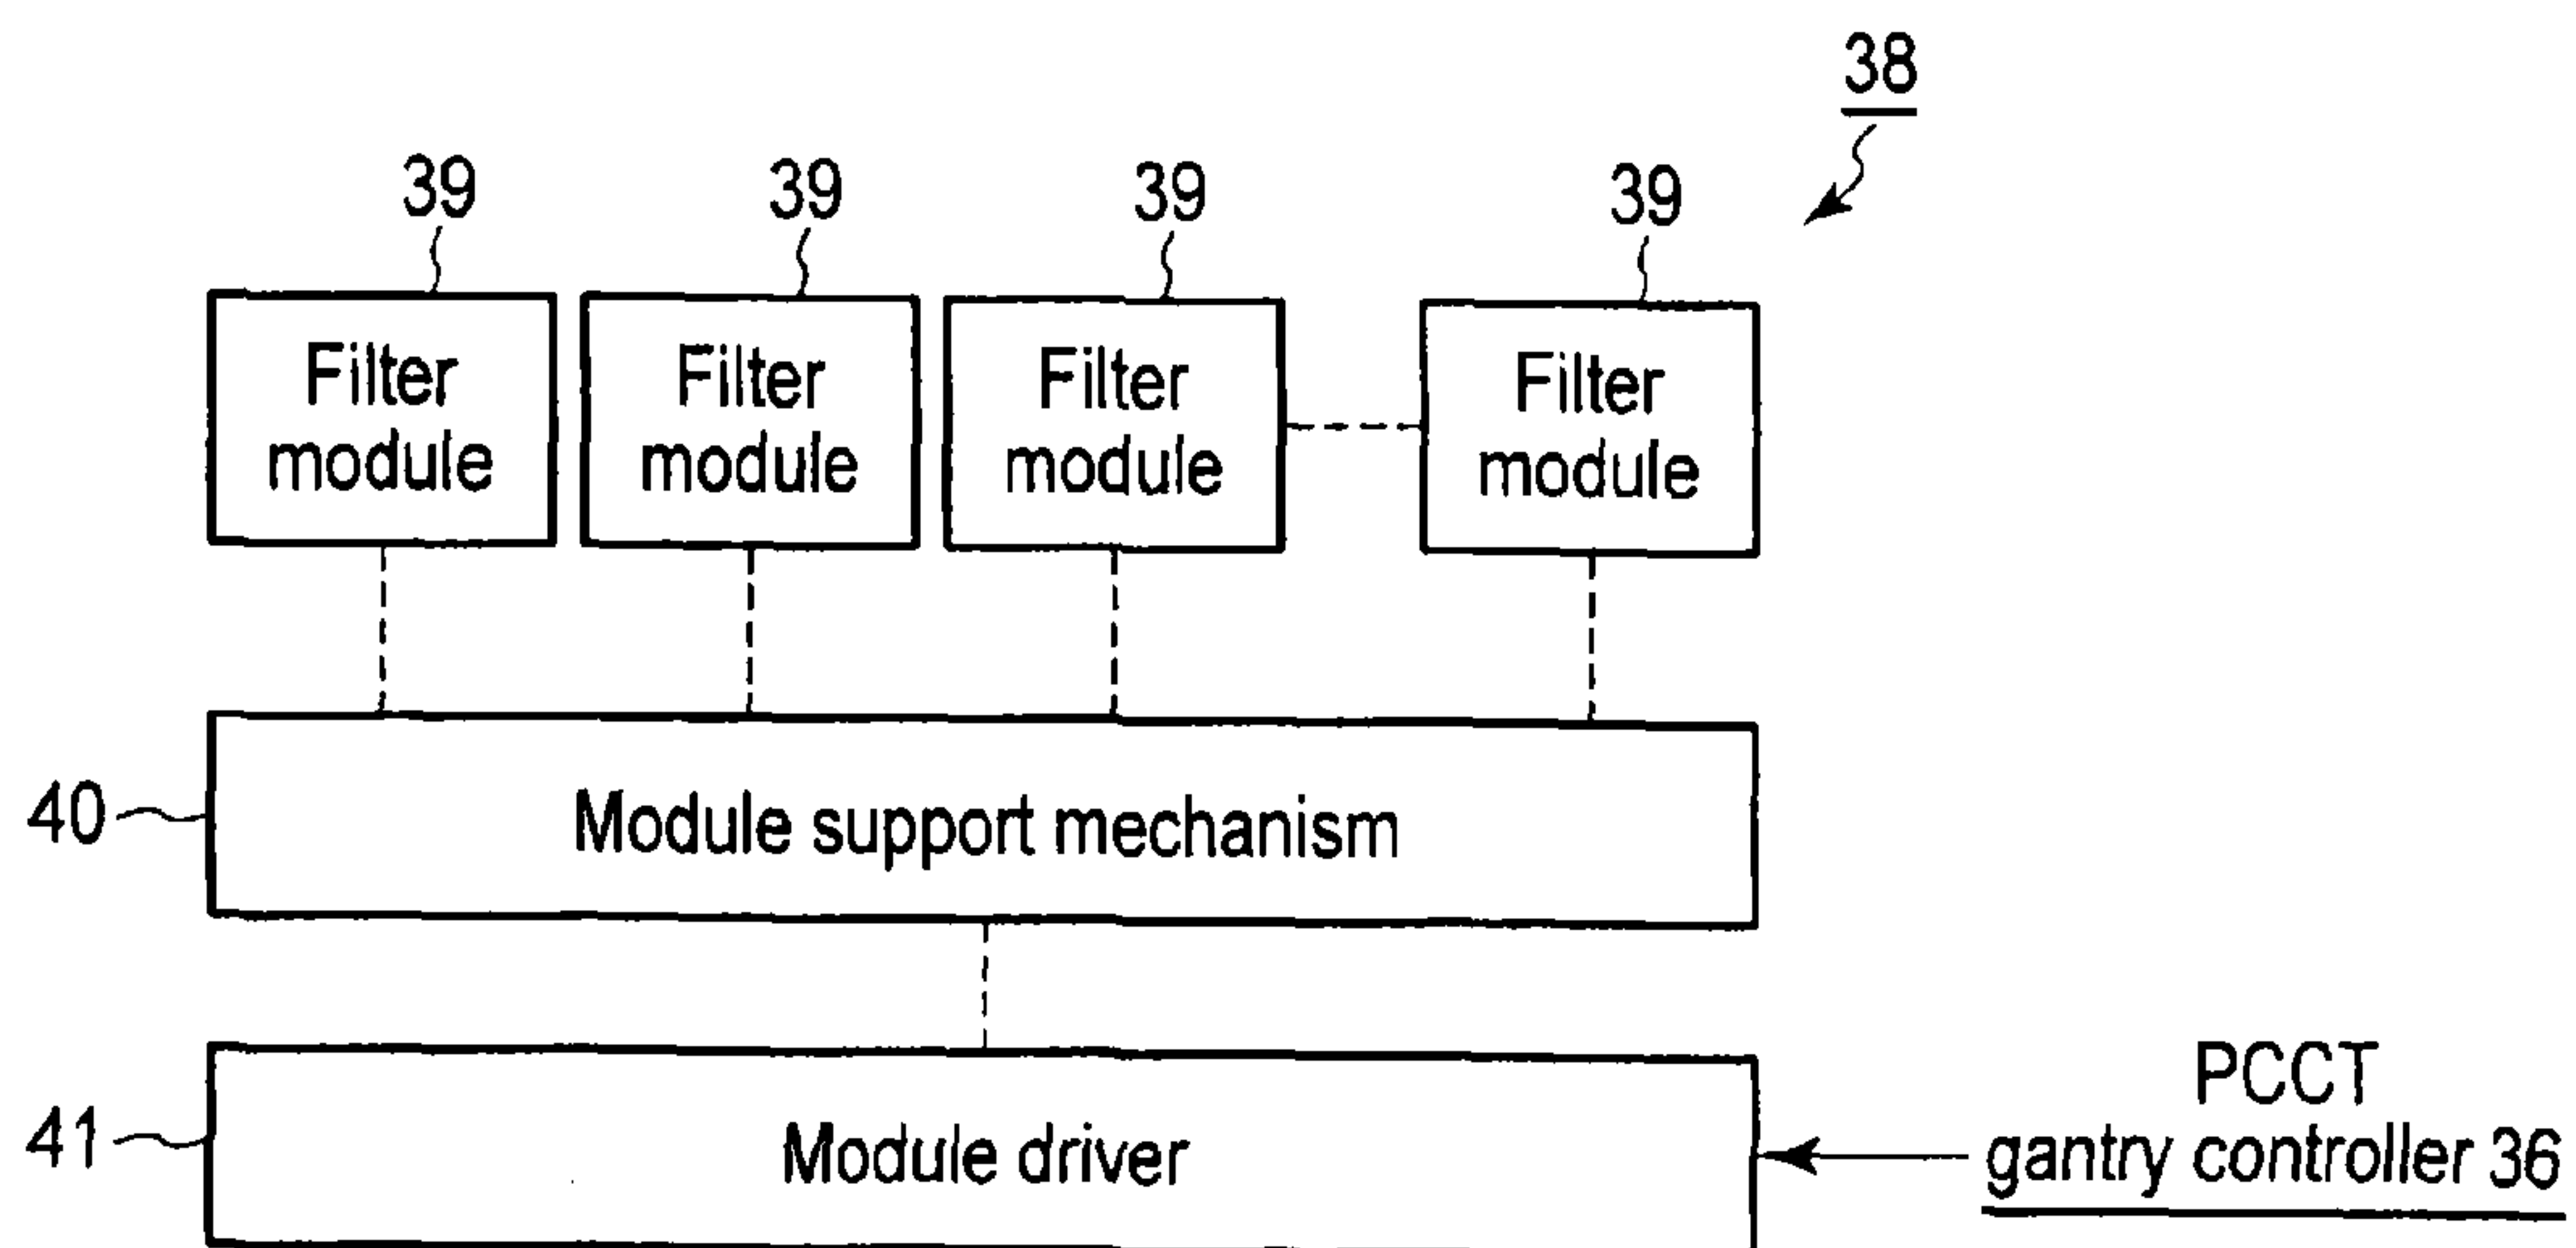 38
39 39 39 39
Filter module
Filter module
Filter module
Filter module
40
Module support mechanism
41
Module driver
PCCT
gantry controller 36